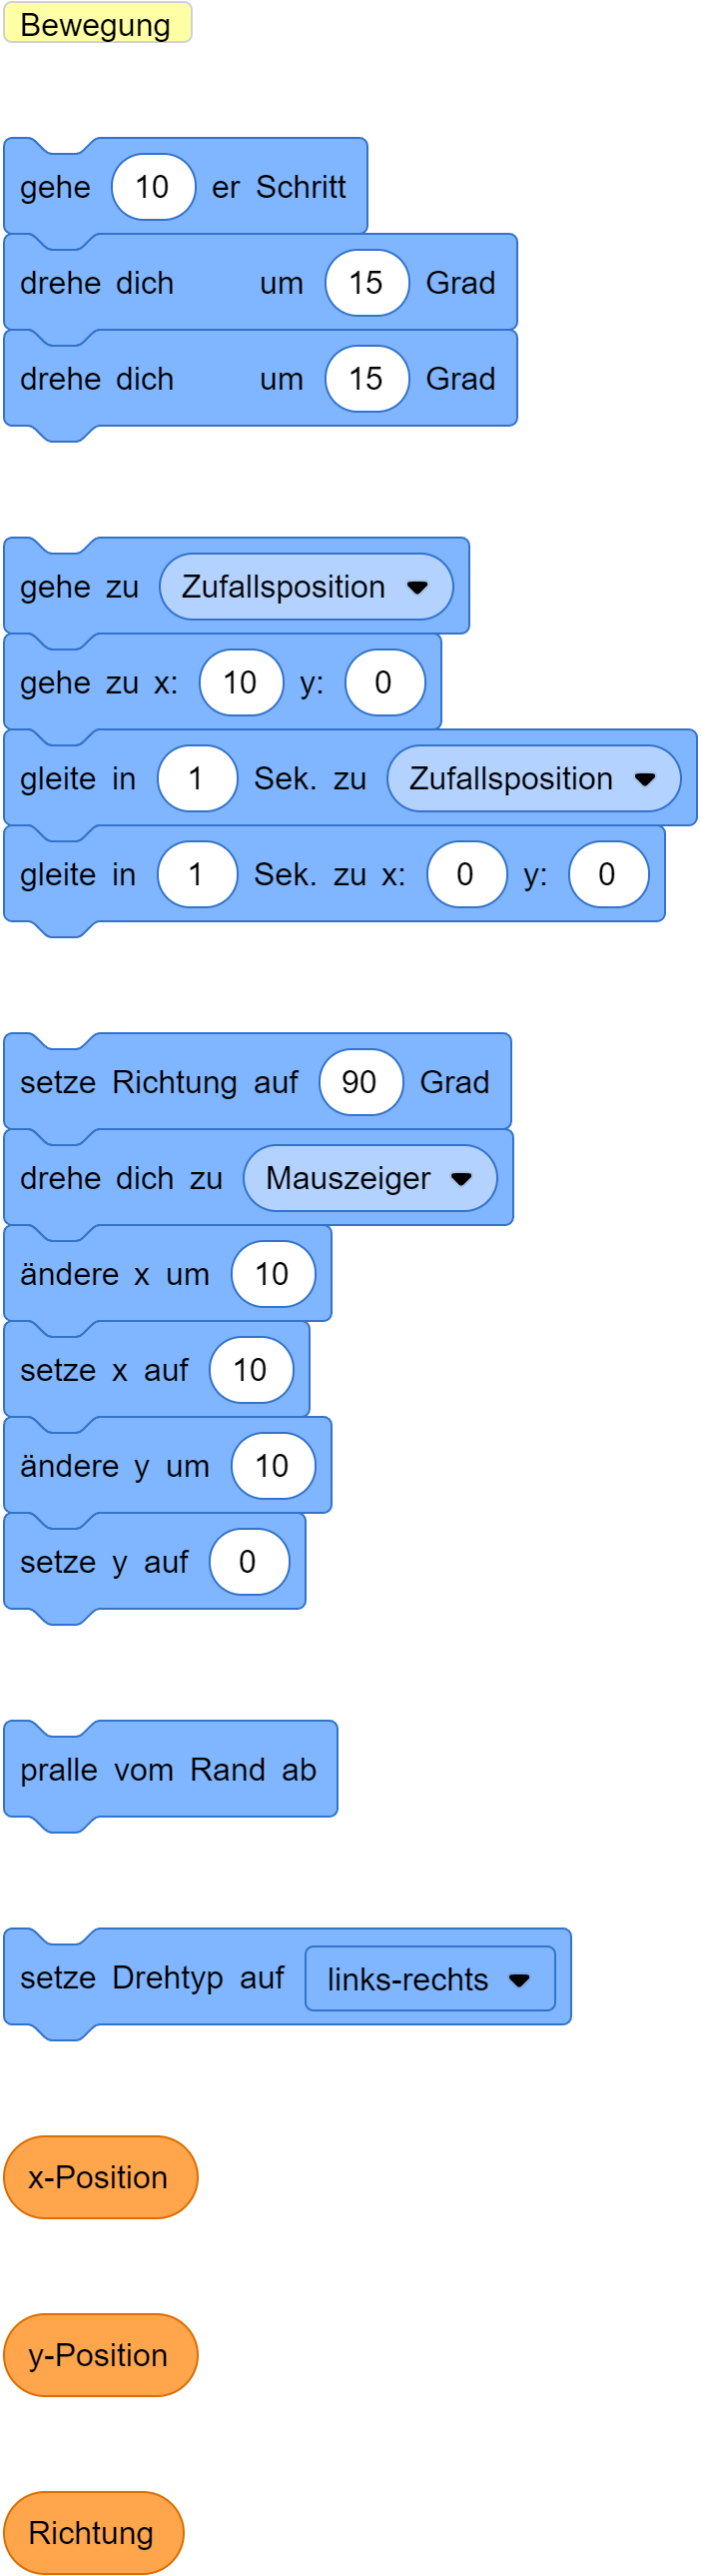 Bewegung
gehe 10 er Schritt
drehe dich um 15 Grad
drehe dich um 15 Grad
gehe zu Zufallsposition
gehe zu x: 10 y: 0
gleite in 1 Sek. zu Zufallsposition
gleite in 1 Sek. zu x: 0 y: 0
setze Richtung auf 90 Grad
drehe dich zu Mauszeiger
ändere x um 10
setze x auf 10
ändere y um 10
setze y auf 0
pralle vom Rand ab
setze Drehtyp auf links-rechts
x-Position
y-Position
Richtung